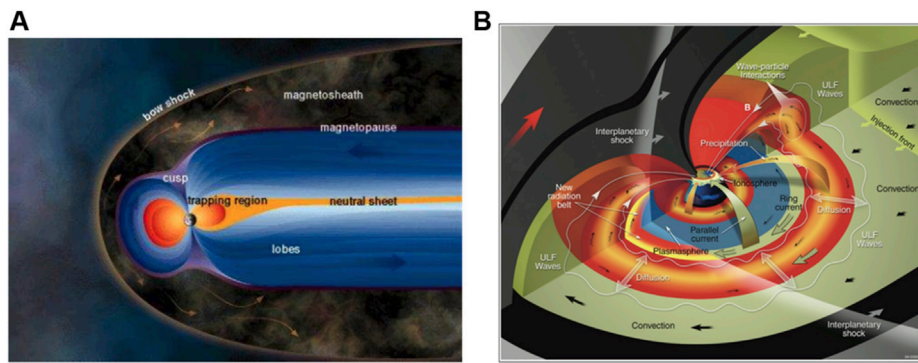 A
bow shock
magnetosheath
magnetopause
cusp
trapping region
neutral sheet
lobes
B
Wave-particle
Interactions
ULF
Waves
Convection
B
Injection front
Interplanetary
shock
Precipitation
Ionosphere
Convection
New
radiation
belt
Ring
current
Diffusion
Parallel
current
ULF
Waves
Plasmasphere
ULF
Waves
Diffusion
Convection
Interplanetary
shock